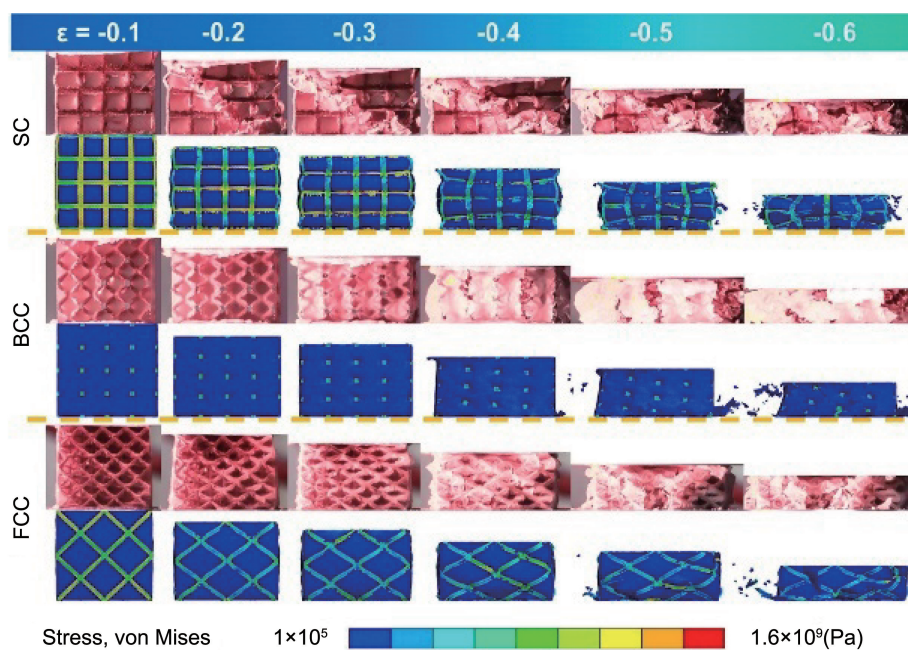 ε = -0.1 -0.2 -0.3 -0.4 -0.5 -0.6
SC
BCC
FCC
Stress, von Mises 1×10⁵ 1.6×10⁹(Pa)